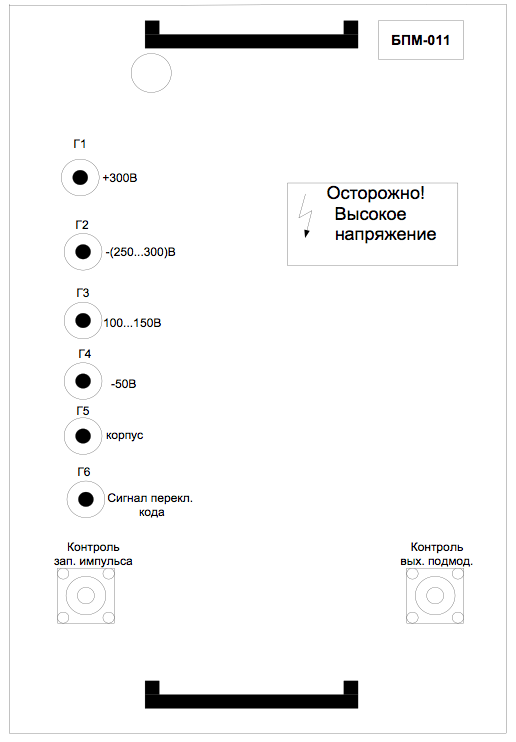 БПМ-011
Г1
+300В
Осторожно!
Высокое
напряжение
Г2
-(250...300)В
Г3
100...150В
Г4
-50В
Г5
корпус
Г6
Сигнал перекл.
кода
Контроль
зап. импульса
Контроль
вых. подмод.